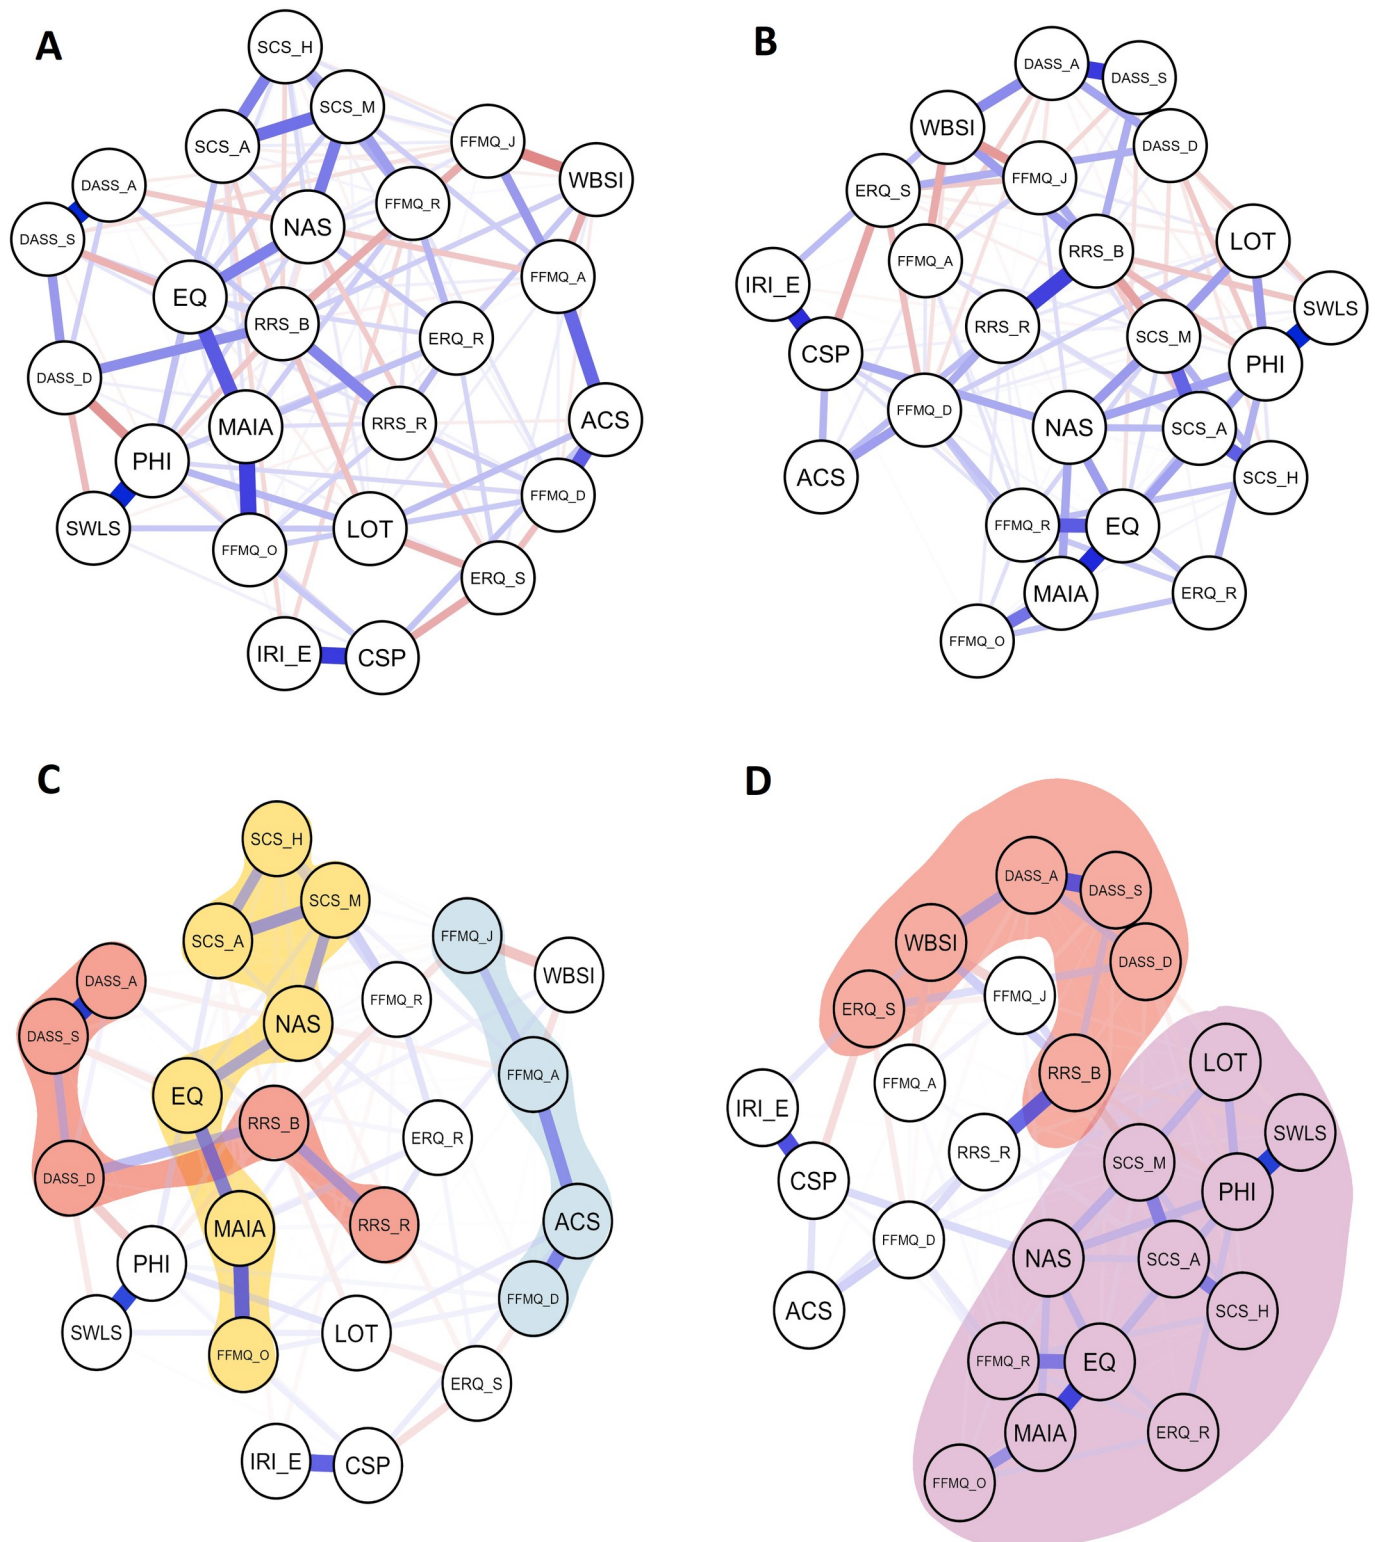 A
SCS_H
SCS_M
SCS_A
FFMQ_J
WBSI
DASS_A
FFMQ_R
NAS
DASS_S
FFMQ_A
EQ
RRS_B
ERQ_R
DASS_D
MAIA
RRS_R
ACS
PHI
FFMQ_D
SWLS
LOT
FFMQ_O
ERQ_S
IRI_E
CSP
B
DASS_A
DASS_S
WBSI
DASS_D
FFMQ_J
ERQ_S
LOT
RRS_B
FFMQ_A
IRI_E
SWLS
RRS_R
SCS_M
CSP
PHI
FFMQ_D
NAS
SCS_A
ACS
SCS_H
FFMQ_R
EQ
MAIA
ERQ_R
FFMQ_O
C
SCS_H
SCS_M
SCS_A
FFMQ_J
WBSI
DASS_A
FFMQ_R
NAS
DASS_S
FFMQ_A
EQ
RRS_B
ERQ_R
DASS_D
MAIA
RRS_R
ACS
PHI
FFMQ_D
SWLS
LOT
FFMQ_O
ERQ_S
IRI_E
CSP
D
DASS_A
DASS_S
WBSI
DASS_D
FFMQ_J
ERQ_S
LOT
RRS_B
FFMQ_A
IRI_E
SWLS
RRS_R
SCS_M
CSP
PHI
FFMQ_D
NAS
SCS_A
ACS
SCS_H
FFMQ_R
EQ
MAIA
ERQ_R
FFMQ_O